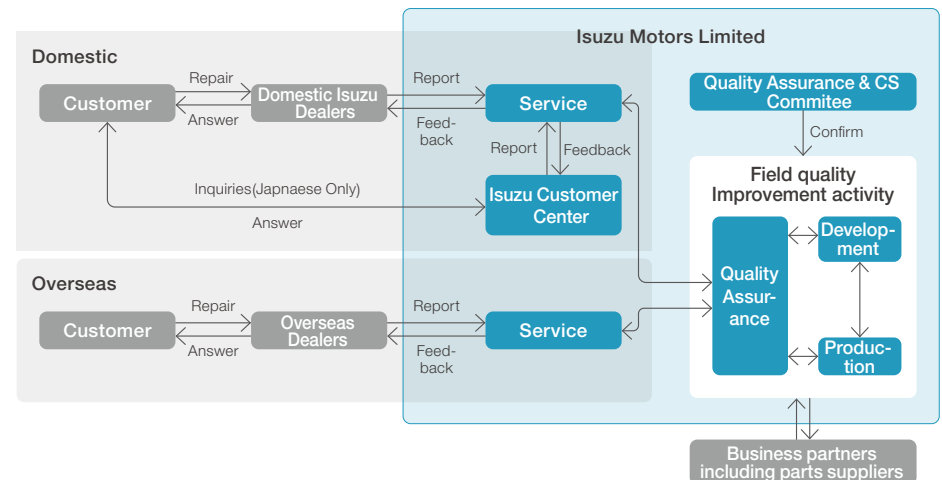 Isuzu Motors Limited
Domestic
Customer
Repair
Answer
Domestic Isuzu
Dealers
Report
Feed-
back
Service
Report
Feedback
Inquiries(Japnaese Only)
Answer
Isuzu Customer
Center
Quality Assurance & CS
Commitee
Confirm
Field quality
Improvement activity
Quality
Assur-
ance
Develop-
ment
Produc-
tion
Overseas
Customer
Repair
Answer
Overseas
Dealers
Report
Feed-
back
Service
Business partners
including parts suppliers